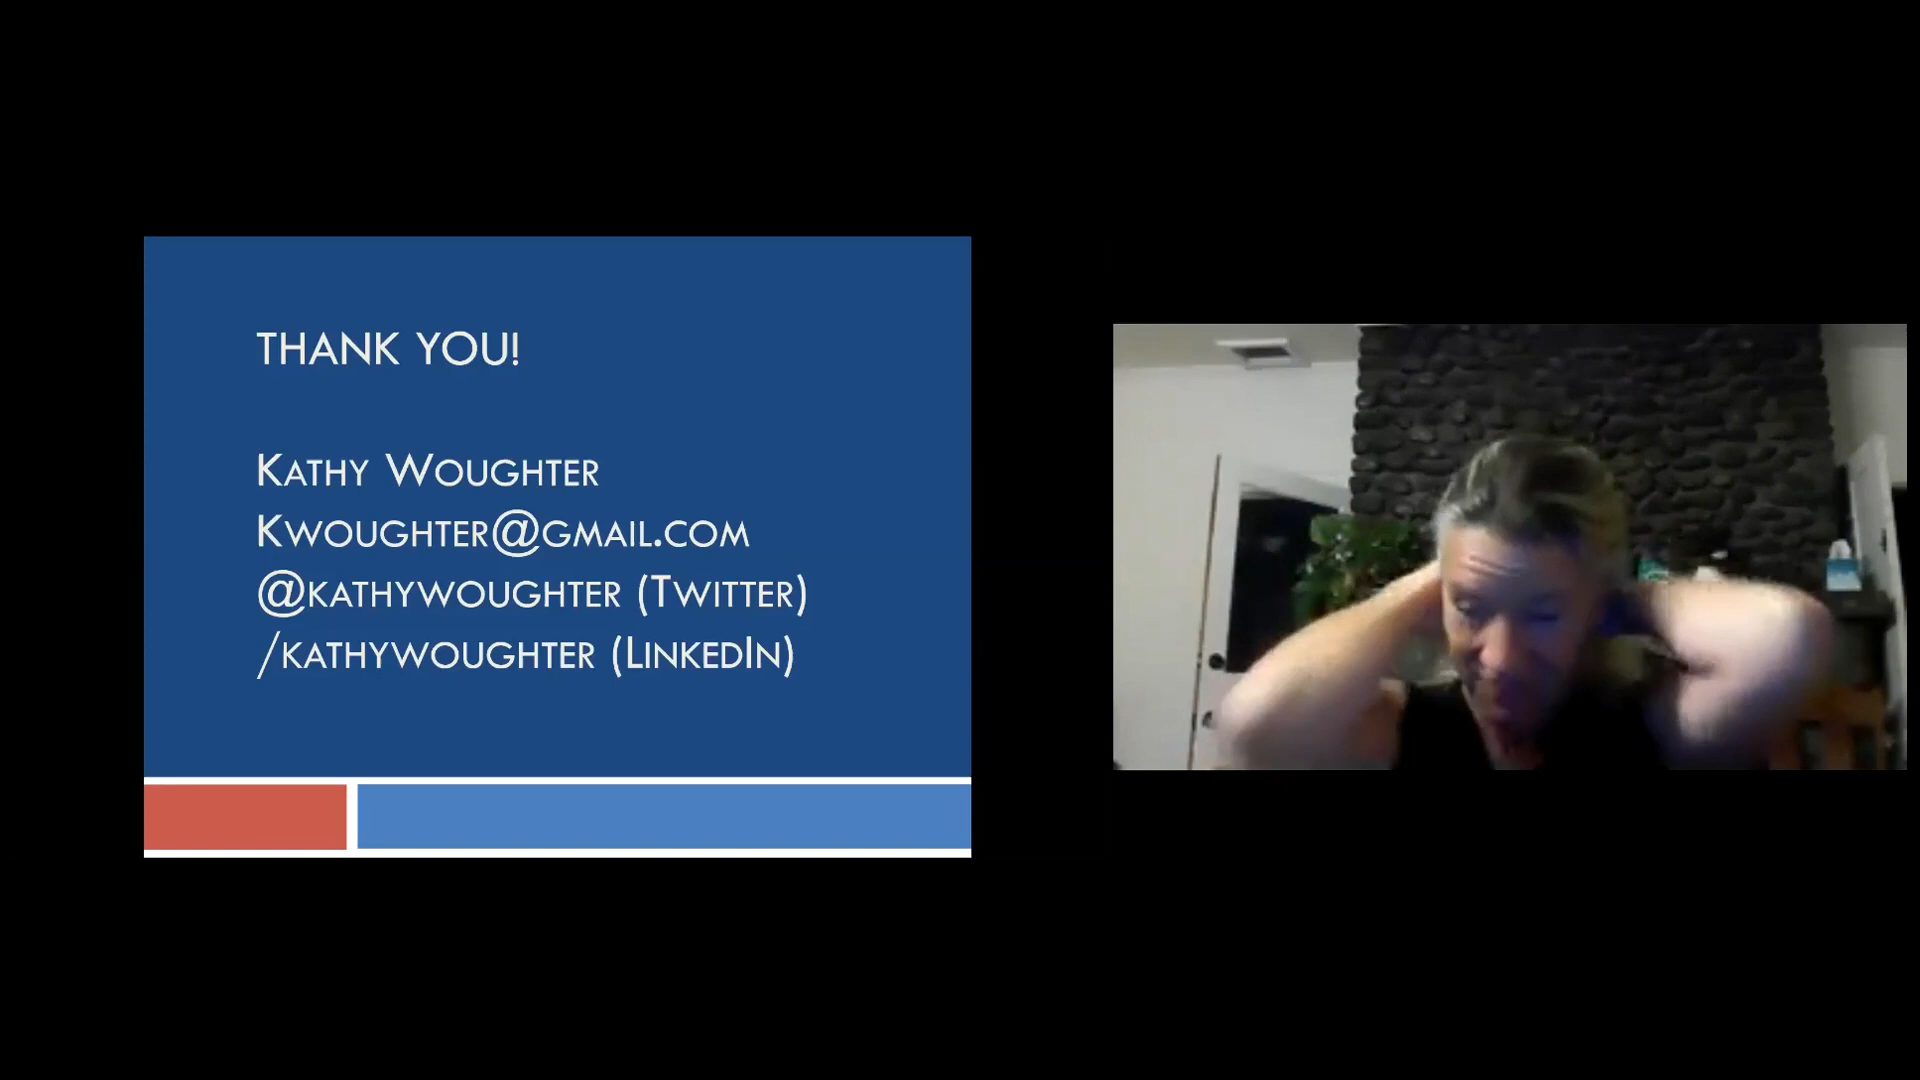 THANK YOU!
KATHY WOUGHTER
KWOUGHTER@GMAIL.COM
@KATHYWOUGHTER (TWITTER)
/KATHYWOUGHTER (LINKEDIN)